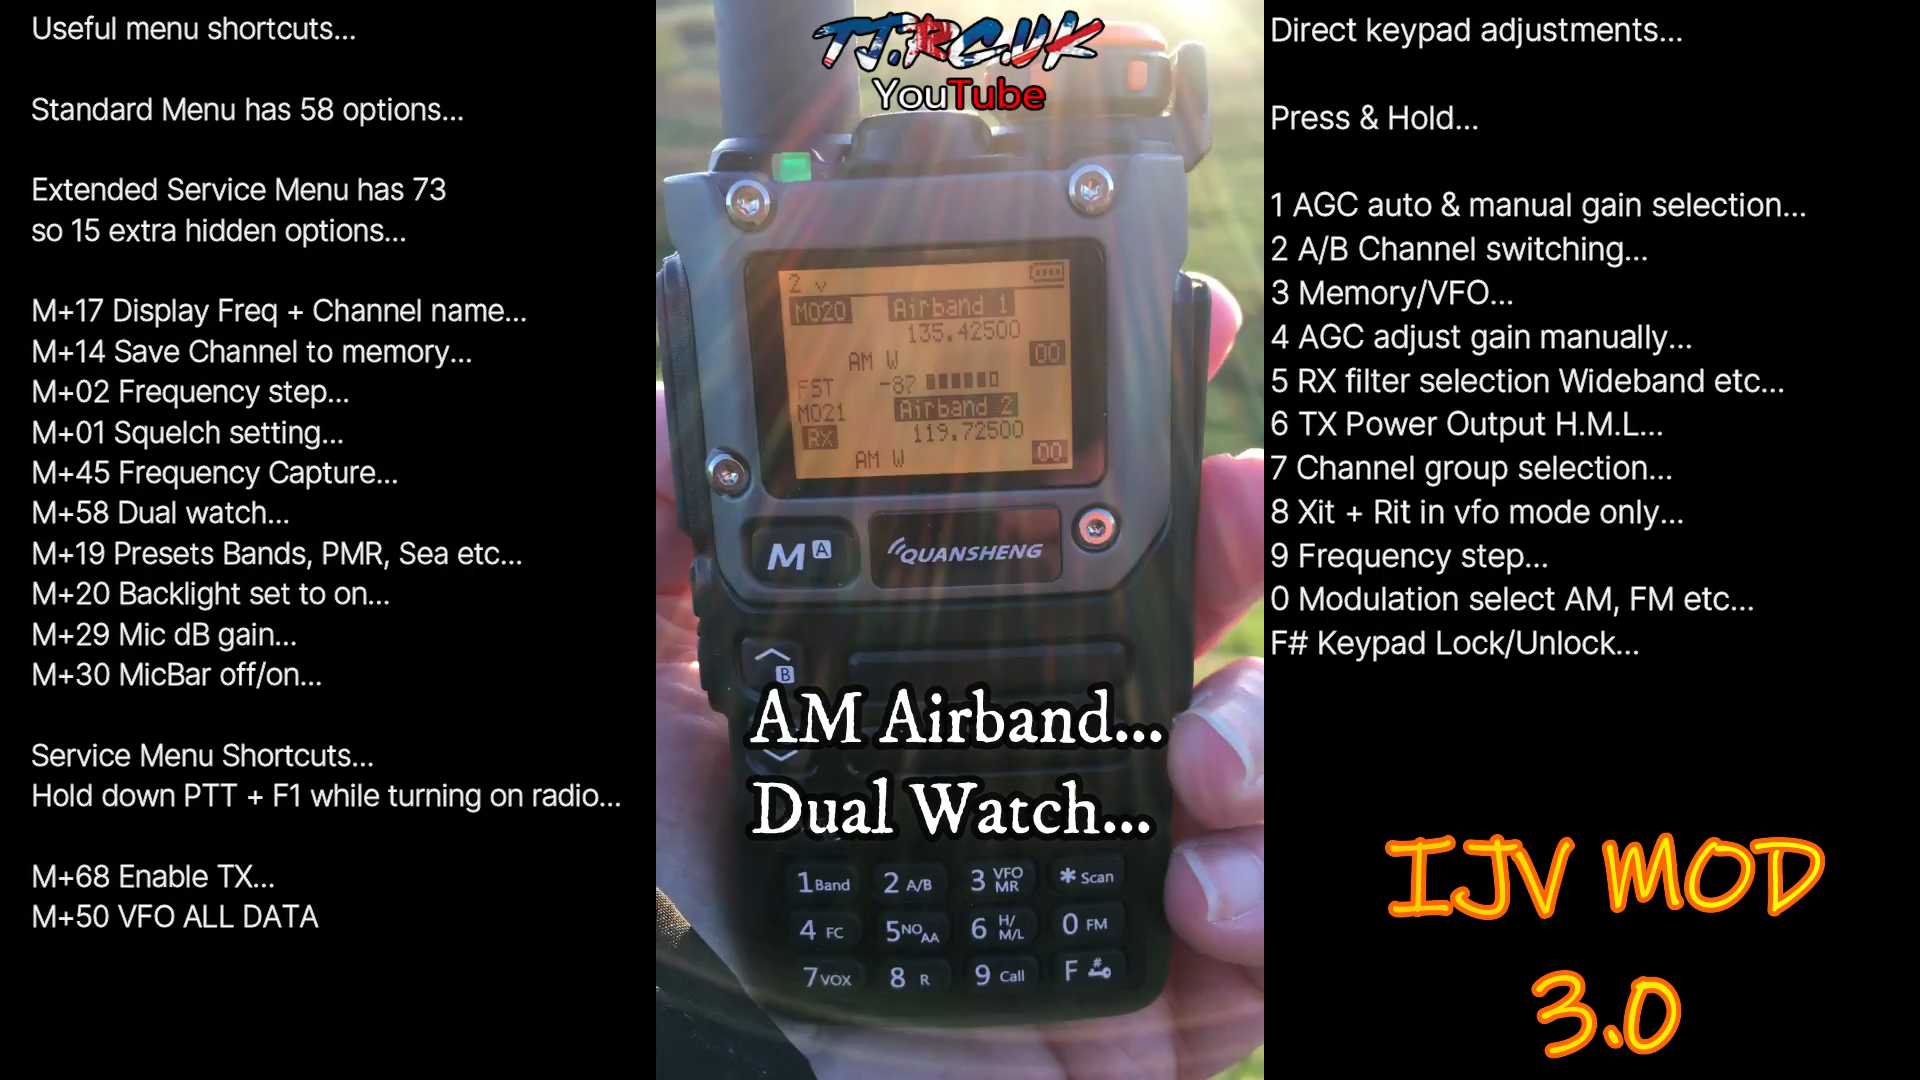 Useful menu shortcuts...
Standard Menu has 58 options...
Extended Service Menu has 73
so 15 extra hidden options...
M+17 Display Freq + Channel name...
M+14 Save Channel to memory...
M+02 Frequency step...
M+01 Squelch setting...
M+45 Frequency Capture...
M+58 Dual watch...
M+19 Presets Bands, PMR, Sea etc...
M+20 Backlight set to on...
M+29 Mic dB gain...
M+30 MicBar off/on...
Service Menu Shortcuts...
Hold down PTT + F1 while turning on radio...
M+68 Enable TX...
M+50 VFO ALL DATA
TJ.RC.UK
YouTube
2
M020 Airband 1
135.42500
AM W 00
FST -87
M021 Airband 2
Rx 119.72500
AM W 00
M A QUANSHENG
B
AM Airband...
Dual Watch...
1 Band 2 A/B 3 VFO MR * Scan
4 FC 5 NOAA 6 H/M/L 0 FM
7 VOX 8 R 9 Call F #
Direct keypad adjustments...
Press & Hold...
1 AGC auto & manual gain selection...
2 A/B Channel switching...
3 Memory/VFO...
4 AGC adjust gain manually...
5 RX filter selection Wideband etc...
6 TX Power Output H.M.L...
7 Channel group selection...
8 Xit + Rit in vfo mode only...
9 Frequency step...
0 Modulation select AM, FM etc...
F# Keypad Lock/Unlock...
IJV MOD
3.0